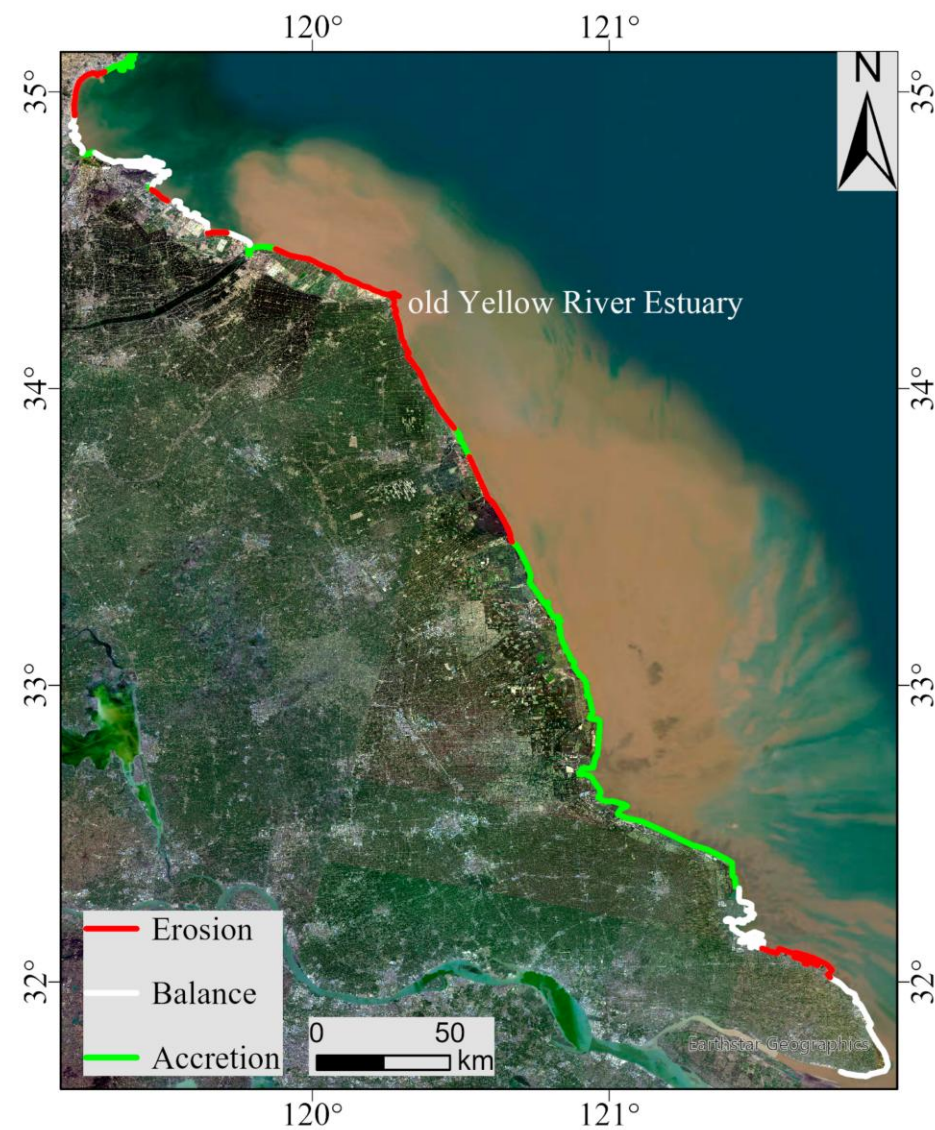 120° 121°
N
35° 35°
old Yellow River Estuary
34° 34°
33° 33°
32° 32°
Erosion
Balance
Accretion
0 50
km
Earthstar Geographics
120° 121°